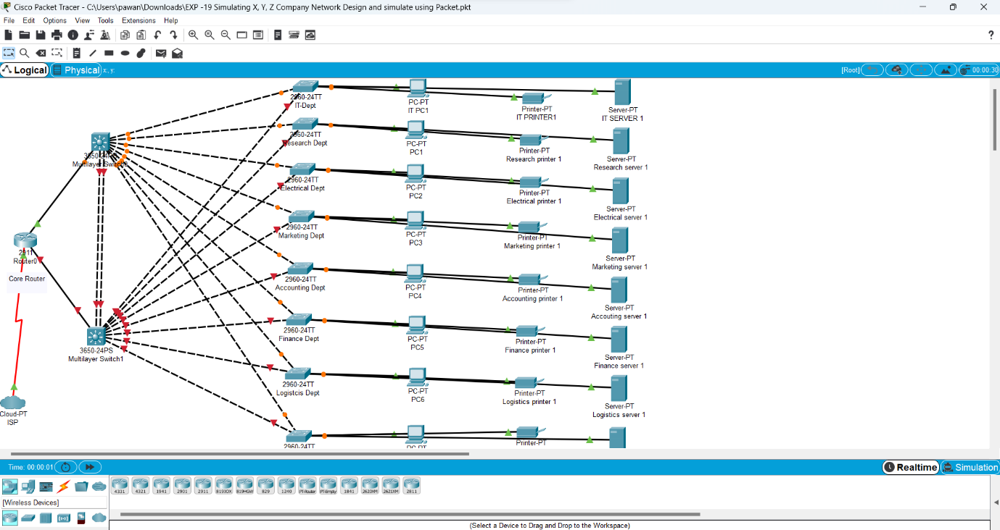 Cisco Packet Tracer - C:\Users\pawan\Downloads\EXP -19 Simulating X, Y, Z Company Network Design and simulate using Packet.pkt
File Edit Options View Tools Extensions Help
?
Logical Physical x:, y: [Root] 00:00:30
2960-24TT
IT-Dept
PC-PT
IT PC1
Printer-PT
IT PRINTER1
Server-PT
IT SERVER 1
2960-24TT
Research Dept
PC-PT
PC1
Printer-PT
Research printer 1
Server-PT
Research server 1
3650-24PS
Multilayer Switch2
2960-24TT
Electrical Dept
PC-PT
PC2
Printer-PT
Electrical printer 1
Server-PT
Electrical server 1
2960-24TT
Marketing Dept
PC-PT
PC3
Printer-PT
Marketing printer 1
Server-PT
Marketing server 1
2911
Router0
Core Router
2960-24TT
Accounting Dept
PC-PT
PC4
Printer-PT
Accounting printer 1
Server-PT
Accouting server 1
2960-24TT
Finance Dept
PC-PT
PC5
Printer-PT
Finance printer 1
Server-PT
Finance server 1
3650-24PS
Multilayer Switch1
2960-24TT
Logistcis Dept
PC-PT
PC6
Printer-PT
Logistics printer 1
Server-PT
Logistics server 1
Cloud-PT
ISP
2960-24TT
PC-PT
Printer-PT
Time: 00:00:01 Realtime Simulation
4331 4321 1941 2901 2911 819IOX 819HGW 829 1240 PT-Router PT-Empty 1841 2620XM 2621XM 2811
[Wireless Devices]
(Select a Device to Drag and Drop to the Workspace)